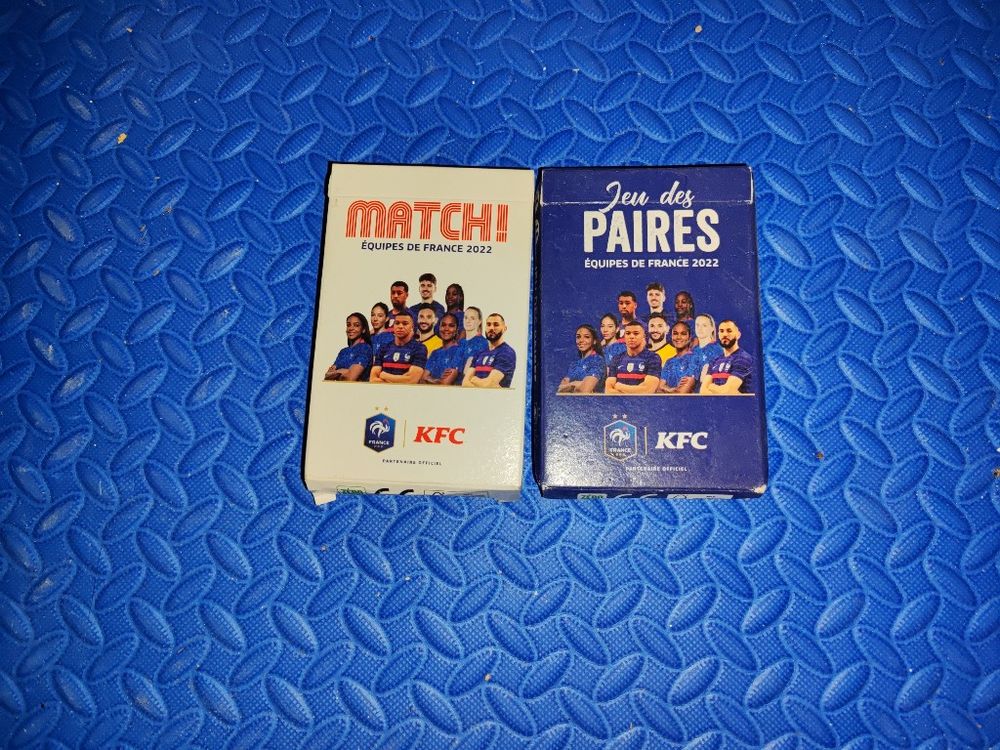 MATCH!
ÉQUIPES DE FRANCE 2022
FRANCE
KFC
PARTENAIRE OFFICIEL
Jeu des
PAIRES
ÉQUIPES DE FRANCE 2022
FRANCE
KFC
PARTENAIRE OFFICIEL